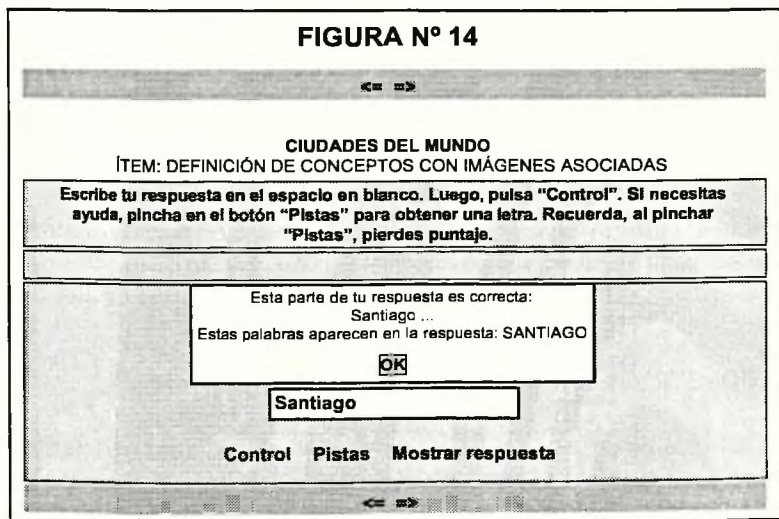 FIGURA Nº 14
<= =>
CIUDADES DEL MUNDO
ÍTEM: DEFINICIÓN DE CONCEPTOS CON IMÁGENES ASOCIADAS
Escribe tu respuesta en el espacio en blanco. Luego, pulsa “Control”. Si necesitas
ayuda, pincha en el botón “Pistas” para obtener una letra. Recuerda, al pinchar
“Pistas”, pierdes puntaje.
Esta parte de tu respuesta es correcta:
Santiago ...
Estas palabras aparecen en la respuesta: SANTIAGO
OK
Santiago
Control Pistas Mostrar respuesta
<= =>